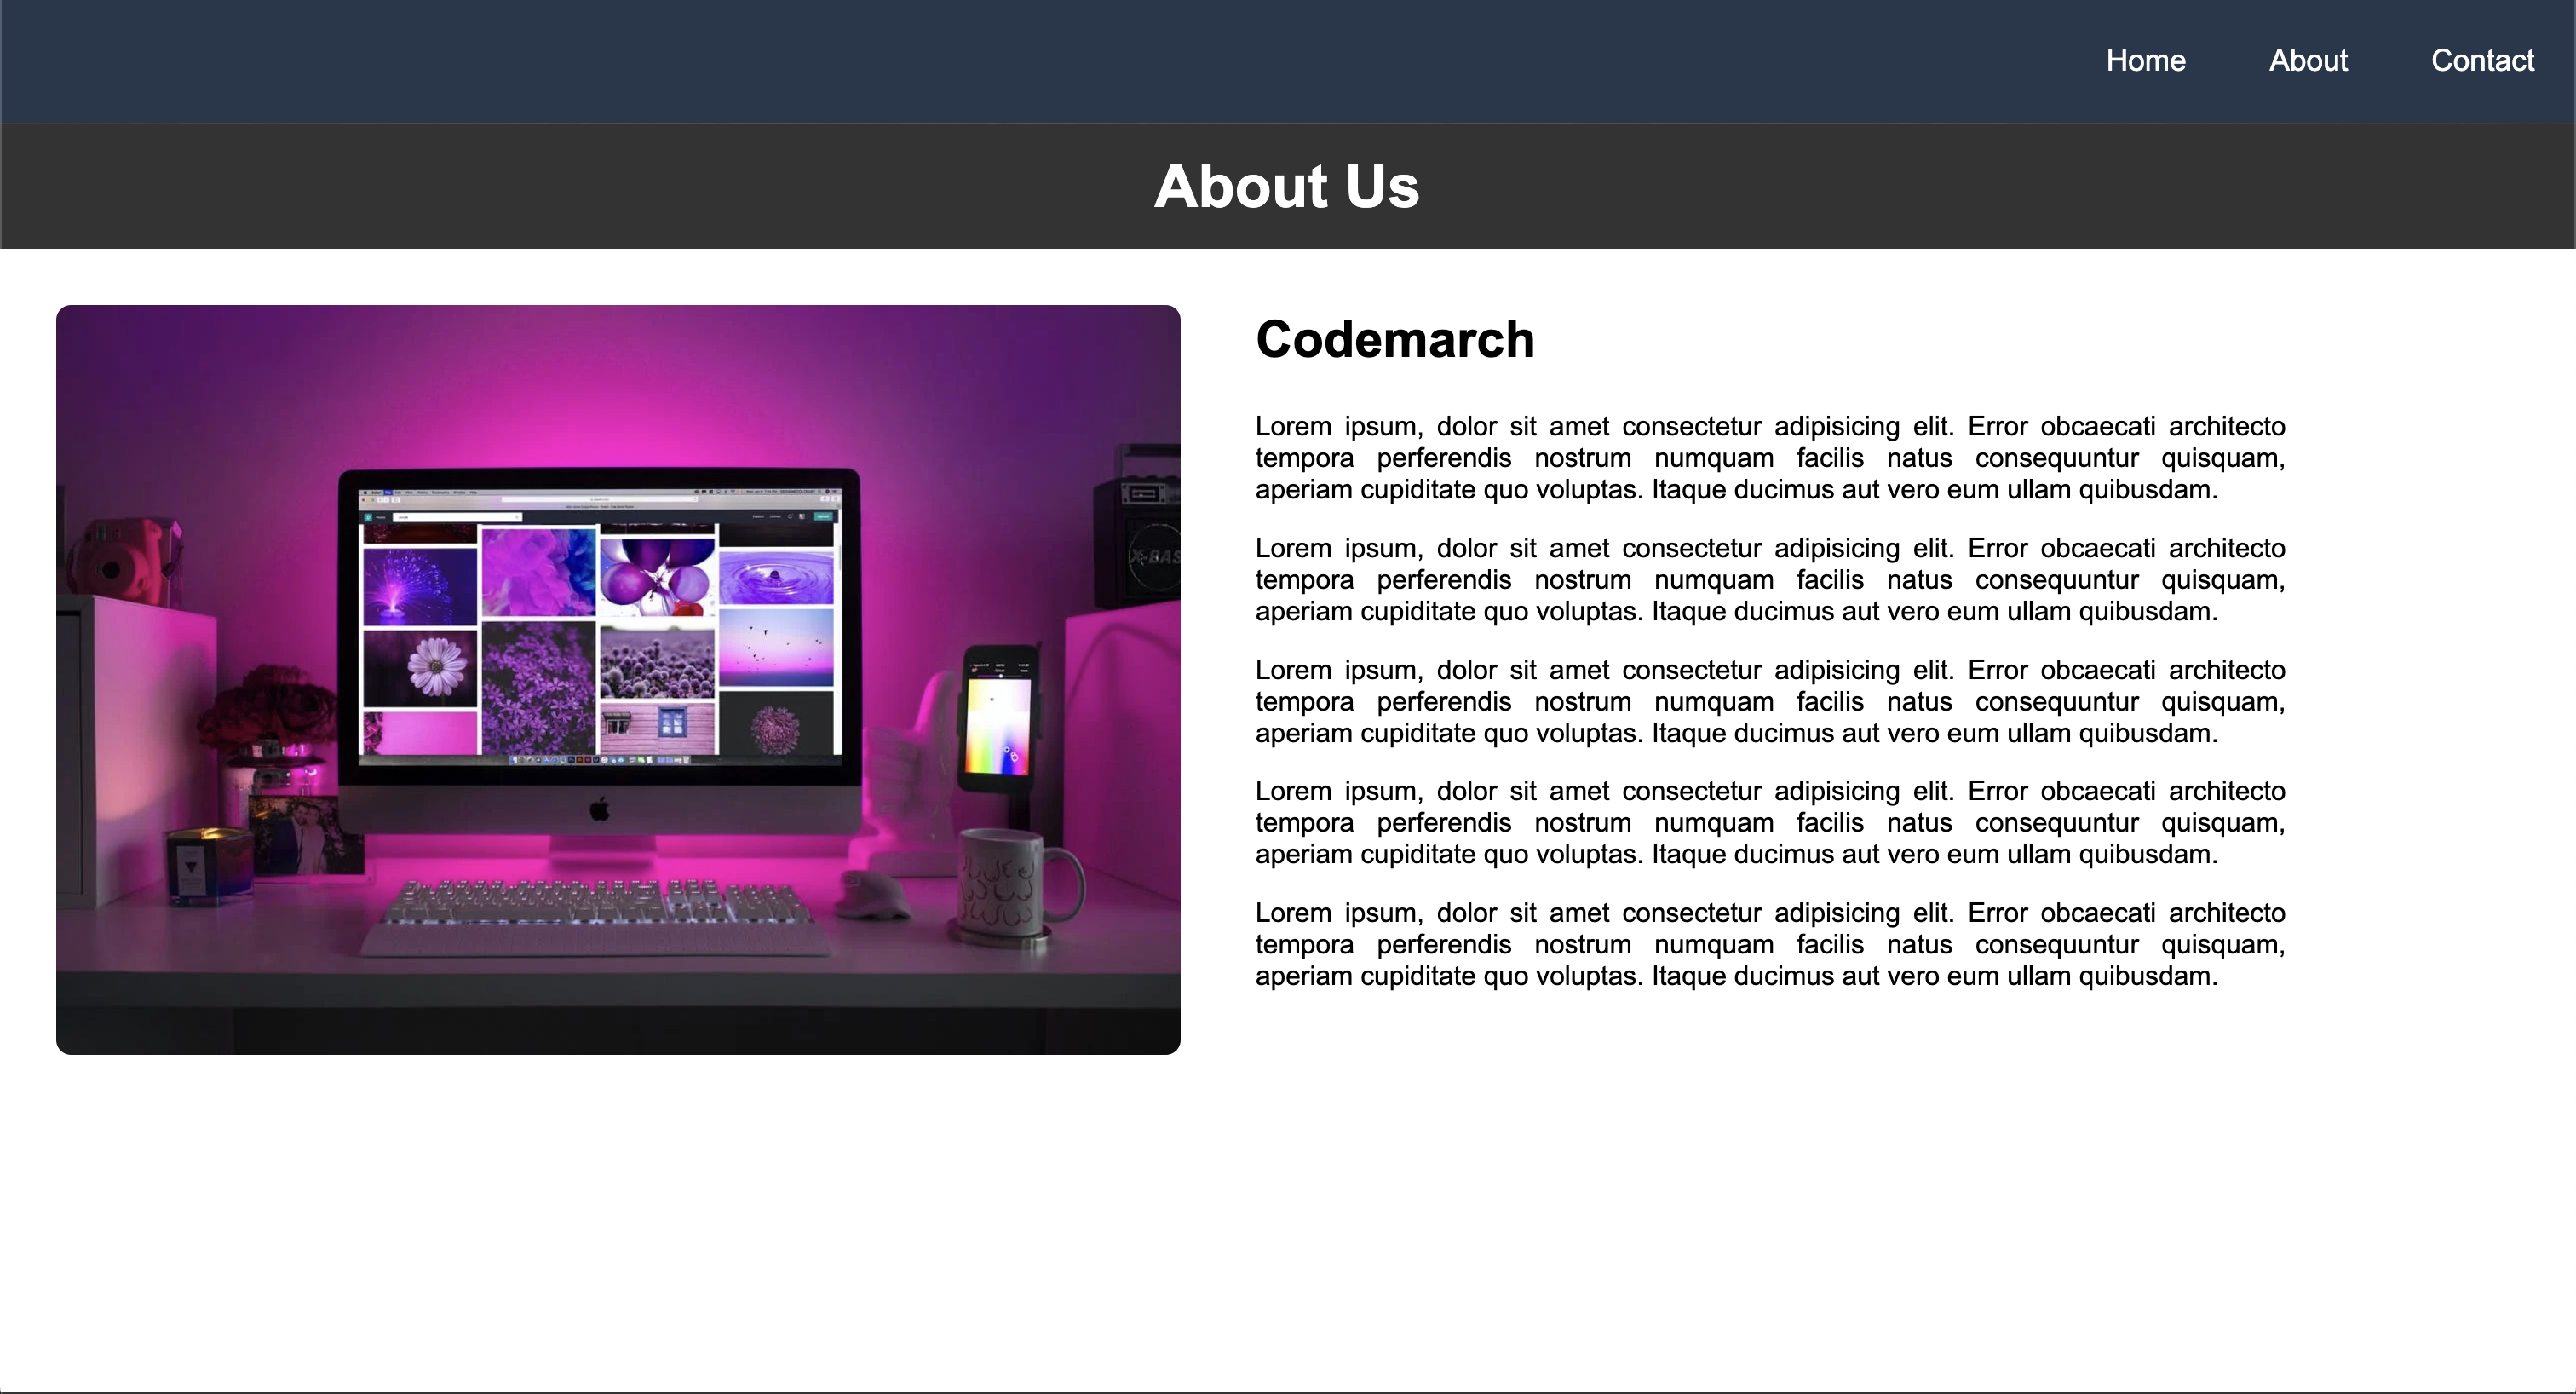 Home About Contact
About Us
Codemarch
Lorem ipsum, dolor sit amet consectetur adipisicing elit. Error obcaecati architecto
tempora perferendis nostrum numquam facilis natus consequuntur quisquam,
aperiam cupiditate quo voluptas. Itaque ducimus aut vero eum ullam quibusdam.
Lorem ipsum, dolor sit amet consectetur adipisicing elit. Error obcaecati architecto
tempora perferendis nostrum numquam facilis natus consequuntur quisquam,
aperiam cupiditate quo voluptas. Itaque ducimus aut vero eum ullam quibusdam.
Lorem ipsum, dolor sit amet consectetur adipisicing elit. Error obcaecati architecto
tempora perferendis nostrum numquam facilis natus consequuntur quisquam,
aperiam cupiditate quo voluptas. Itaque ducimus aut vero eum ullam quibusdam.
Lorem ipsum, dolor sit amet consectetur adipisicing elit. Error obcaecati architecto
tempora perferendis nostrum numquam facilis natus consequuntur quisquam,
aperiam cupiditate quo voluptas. Itaque ducimus aut vero eum ullam quibusdam.
Lorem ipsum, dolor sit amet consectetur adipisicing elit. Error obcaecati architecto
tempora perferendis nostrum numquam facilis natus consequuntur quisquam,
aperiam cupiditate quo voluptas. Itaque ducimus aut vero eum ullam quibusdam.